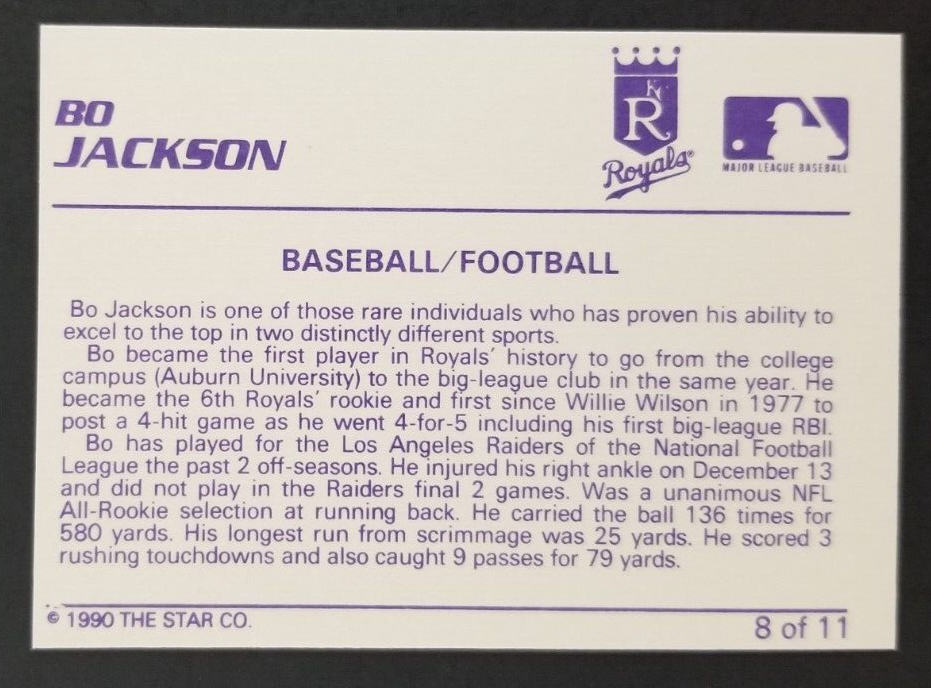 BO
JACKSON
KC
R
Royals®
MAJOR LEAGUE BASEBALL
BASEBALL/FOOTBALL
Bo Jackson is one of those rare individuals who has proven his ability to
excel to the top in two distinctly different sports.
Bo became the first player in Royals' history to go from the college
campus (Auburn University) to the big-league club in the same year. He
became the 6th Royals' rookie and first since Willie Wilson in 1977 to
post a 4-hit game as he went 4-for-5 including his first big-league RBI.
Bo has played for the Los Angeles Raiders of the National Football
League the past 2 off-seasons. He injured his right ankle on December 13
and did not play in the Raiders final 2 games. Was a unanimous NFL
All-Rookie selection at running back. He carried the ball 136 times for
580 yards. His longest run from scrimmage was 25 yards. He scored 3
rushing touchdowns and also caught 9 passes for 79 yards.
© 1990 THE STAR CO.
8 of 11